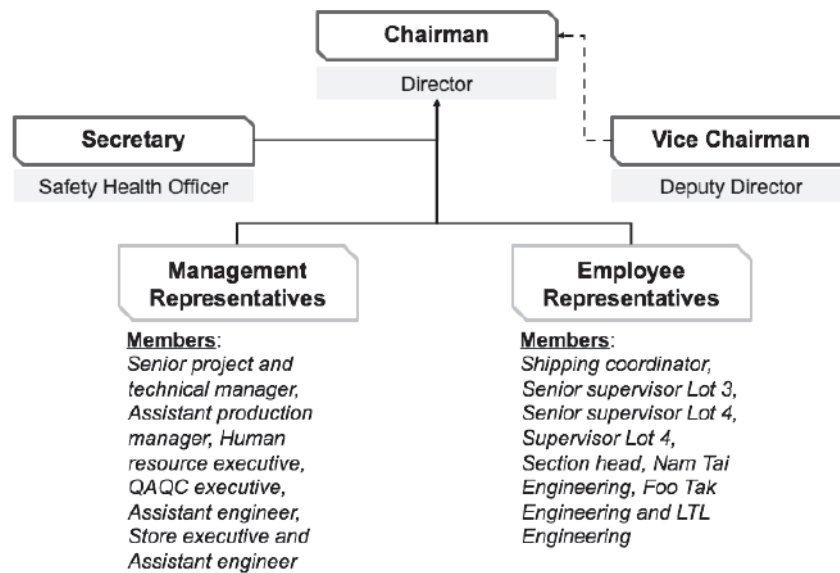 Chairman
Director
Secretary
Safety Health Officer
Vice Chairman
Deputy Director
Management
Representatives
Members:
Senior project and
technical manager,
Assistant production
manager, Human
resource executive,
QAQC executive,
Assistant engineer,
Store executive and
Assistant engineer
Employee
Representatives
Members:
Shipping coordinator,
Senior supervisor Lot 3,
Senior supervisor Lot 4,
Supervisor Lot 4,
Section head, Nam Tai
Engineering, Foo Tak
Engineering and LTL
Engineering